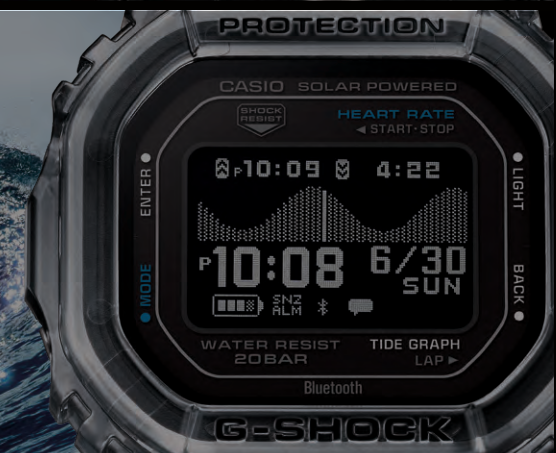 PROTECTION
CASIO SOLAR POWERED
SHOCK
RESIST
HEART RATE
◄ START·STOP
P10:09 4:22
ENTER
LIGHT
P10:08 6/30
SUN
MODE
BACK
SNZ
ALM
WATER RESIST
20BAR
TIDE GRAPH
LAP ►
Bluetooth
G-SHOCK